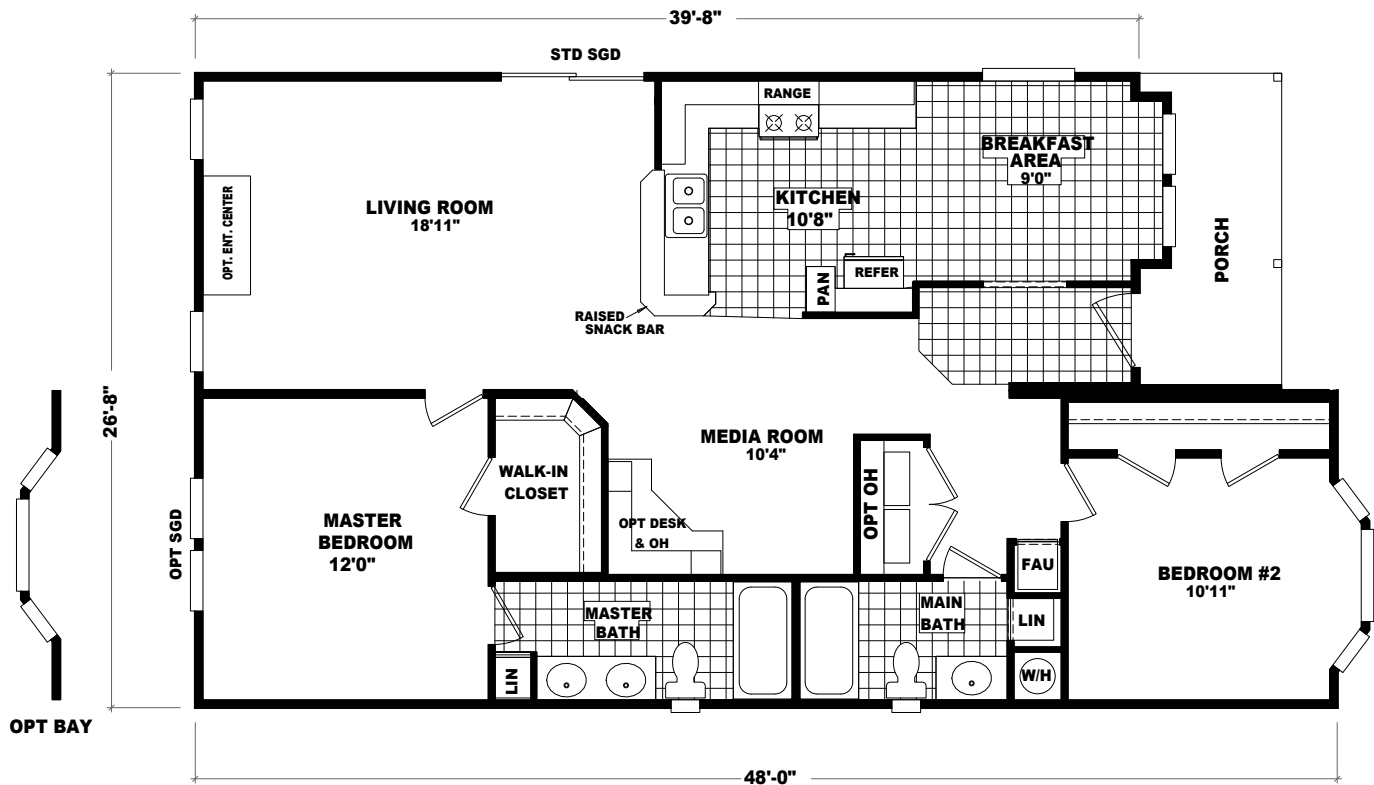 39'-8"
STD SGD
RANGE
BREAKFAST
AREA
9'0"
OPT. ENT. CENTER
LIVING ROOM
18'11"
KITCHEN
10'8"
PORCH
PAN
REFER
RAISED
SNACK BAR
26'-8"
MEDIA ROOM
10'4"
WALK-IN
CLOSET
OPT SGD
MASTER
BEDROOM
12'0"
OPT DESK
& OH
OPT OH
FAU
BEDROOM #2
10'11"
MASTER
BATH
MAIN
BATH
LIN
LIN
W/H
OPT BAY
48'-0"